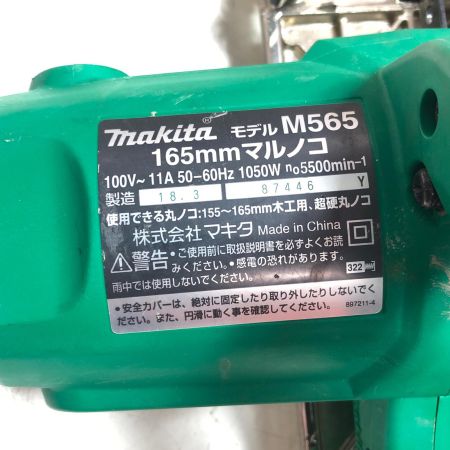 makita® モデル M565
165mmマルノコ
100V～ 11A 50-60Hz 1050W n₀5500min-1
製造 18.3 87446 Y
使用できる丸ノコ:155～165mm木工用、超硬丸ノコ
株式会社 マキタ Made in China
⚠警告 ●ご使用前に取扱説明書を必ずよくお読
みください。●感電の恐れがあります。
雨中では使用しないでください。 322
●安全カバーは、絶対に固定したり取り外したりしないでく
ださい。また、円滑に動く事を確認してください。
897211-4